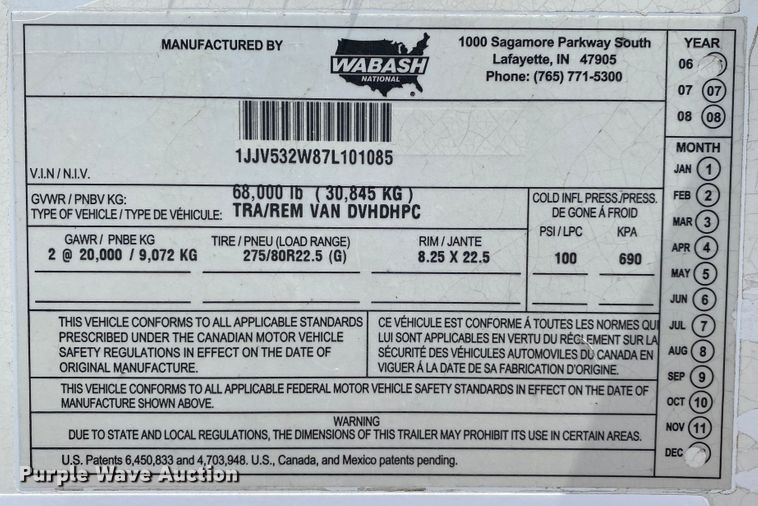 MANUFACTURED BY
WABASH
NATIONAL
®
1000 Sagamore Parkway South
Lafayette, IN 47905
Phone: (765) 771-5300
1JJV532W87L101085
V.I.N / N.I.V.
GVWR / PNBV KG: 68,000 lb ( 30,845 KG )
TYPE OF VEHICLE / TYPE DE VÉHICULE: TRA/REM VAN DVHDHPC
GAWR / PNBE KG
2 @ 20,000 / 9,072 KG
TIRE / PNEU (LOAD RANGE)
275/80R22.5 (G)
RIM / JANTE
8.25 X 22.5
COLD INFL PRESS./PRESS.
DE GONE Á FROID
PSI / LPC KPA
100 690
THIS VEHICLE CONFORMS TO ALL APPLICABLE STANDARDS
PRESCRIBED UNDER THE CANADIAN MOTOR VEHICLE
SAFETY REGULATIONS IN EFFECT ON THE DATE OF
ORIGINAL MANUFACTURE.
CE VÉHICULE EST CONFORME Á TOUTES LES NORMES QUI
LUI SONT APPLICABLES EN VERTU DU RÉGLEMENT SUR LA
SÉCURITÉ DES VÉHICULES AUTOMOVILES DU CANADA EN
VIGUER Á LA DATE DE SA FABRICATION D'ORIGINE.
THIS VEHICLE CONFORMS TO ALL APPLICABLE FEDERAL MOTOR VEHICLE SAFETY STANDARDS IN EFFECT ON THE DATE OF
MANUFACTURE SHOWN ABOVE.
WARNING
DUE TO STATE AND LOCAL REGULATIONS, THE DIMENSIONS OF THIS TRAILER MAY PROHIBIT ITS USE IN CERTAIN AREAS.
U.S. Patents 6,450,833 and 4,703,948. U.S., Canada, and Mexico patents pending.
YEAR
06
07 07
08 08
MONTH
JAN 1
FEB 2
MAR 3
APR 4
MAY 5
JUN 6
JUL 7
AUG 8
SEP 9
OCT 10
NOV 11
DEC
Purple Wave Auction